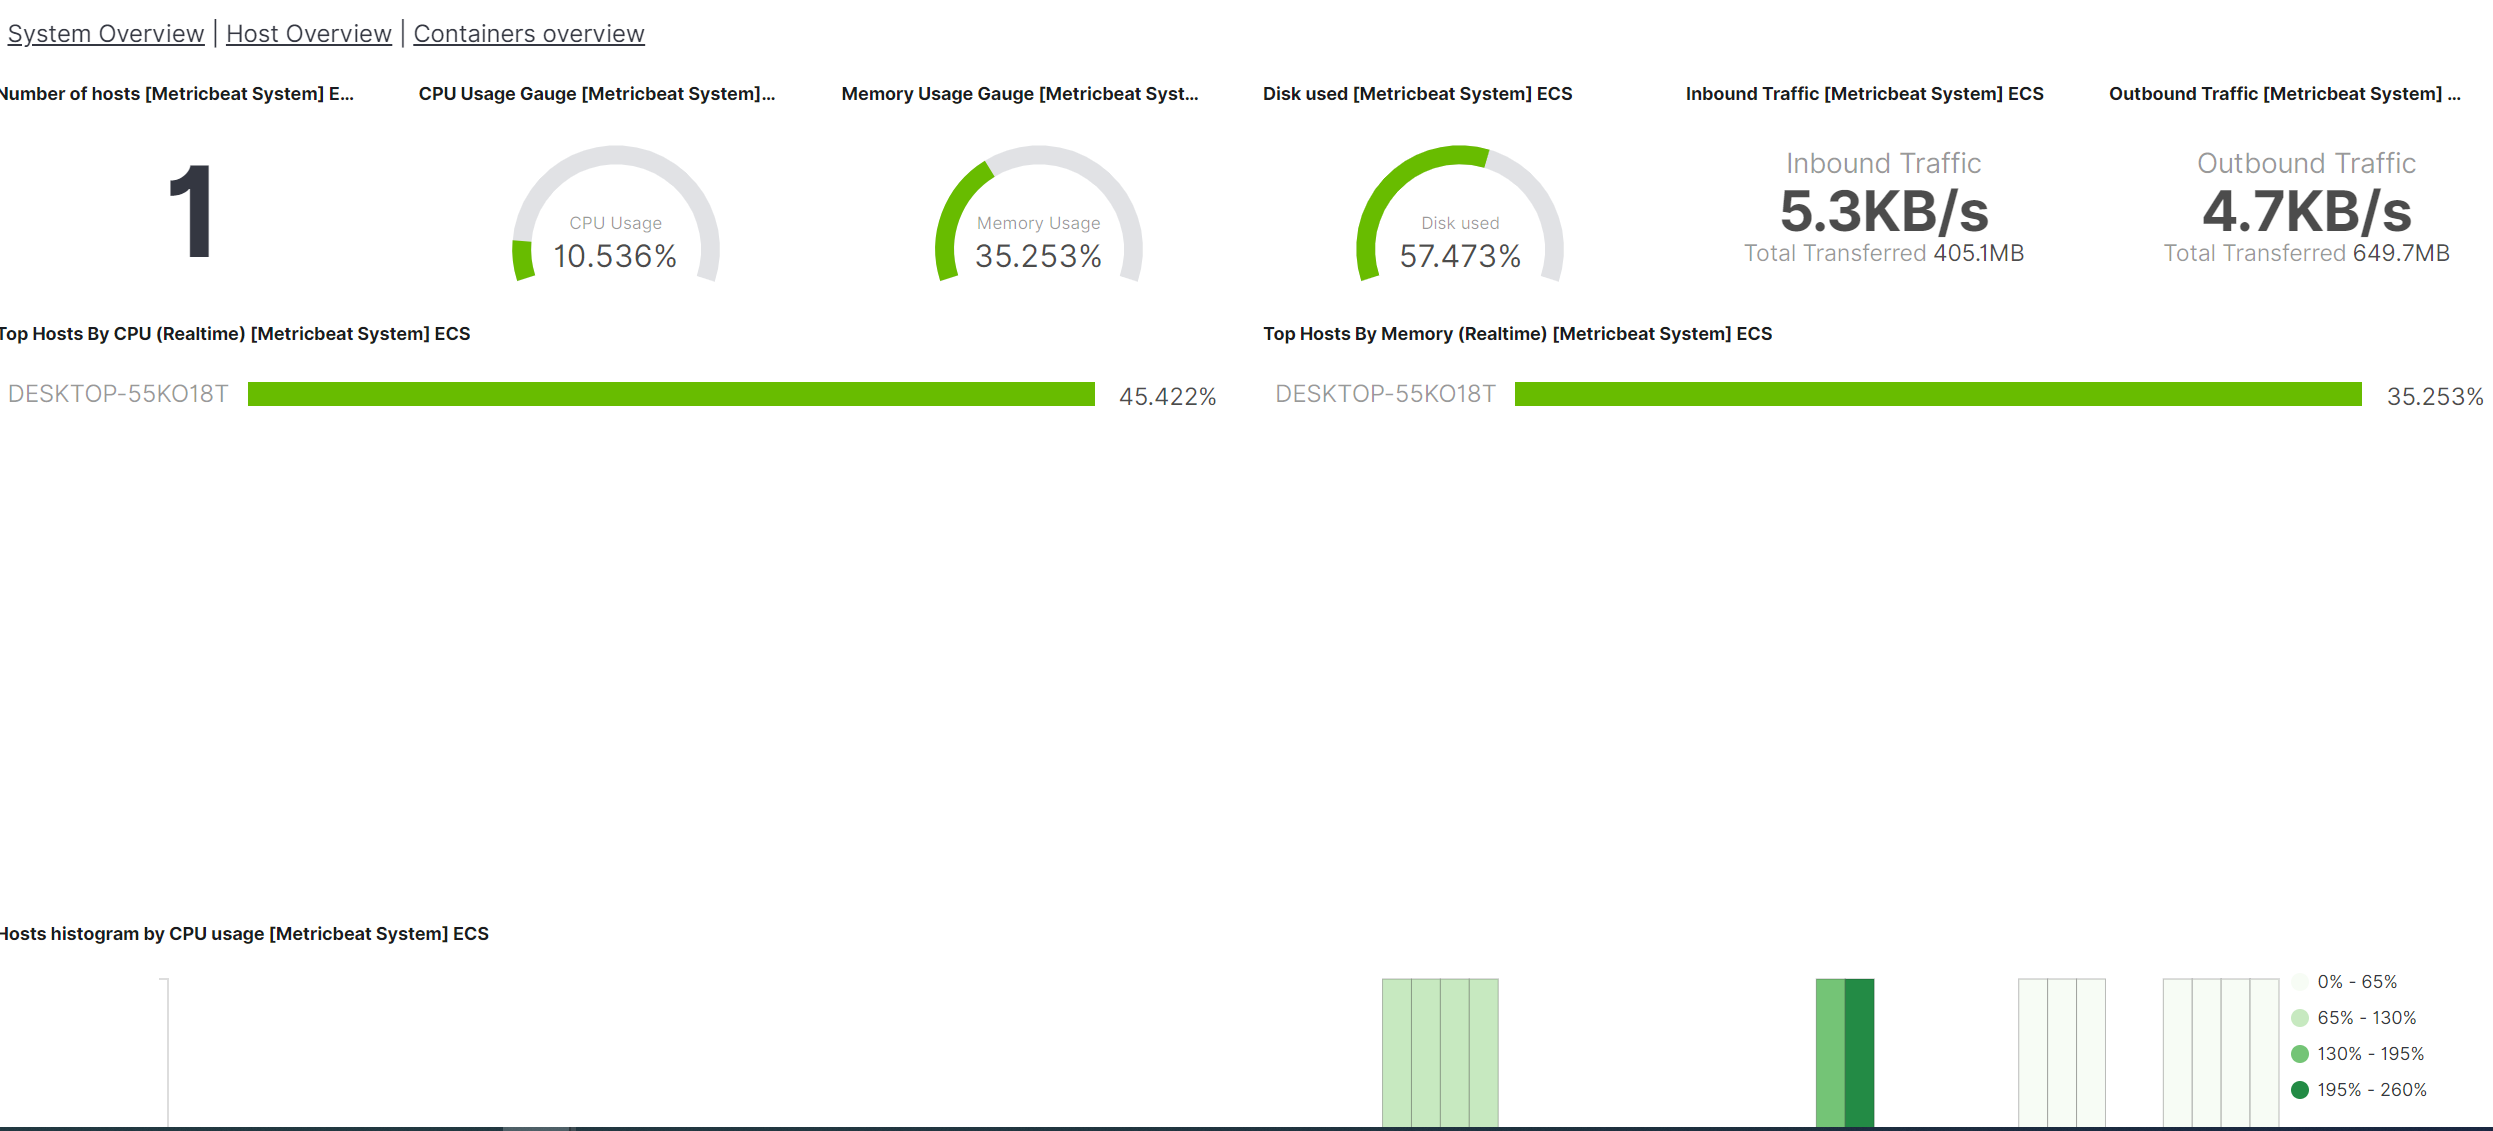 System Overview | Host Overview | Containers overview
Number of hosts [Metricbeat System] E...
CPU Usage Gauge [Metricbeat System]...
Memory Usage Gauge [Metricbeat Syst...
Disk used [Metricbeat System] ECS
Inbound Traffic [Metricbeat System] ECS
Outbound Traffic [Metricbeat System] ...
1
CPU Usage
10.536%
Memory Usage
35.253%
Disk used
57.473%
Inbound Traffic
5.3KB/s
Total Transferred 405.1MB
Outbound Traffic
4.7KB/s
Total Transferred 649.7MB
Top Hosts By CPU (Realtime) [Metricbeat System] ECS
DESKTOP-55KO18T
45.422%
Top Hosts By Memory (Realtime) [Metricbeat System] ECS
DESKTOP-55KO18T
35.253%
Hosts histogram by CPU usage [Metricbeat System] ECS
0% - 65%
65% - 130%
130% - 195%
195% - 260%